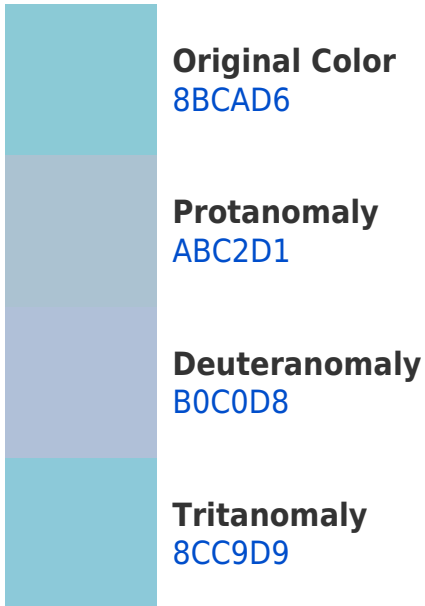 Original Color
8BCAD6
Protanomaly
ABC2D1
Deuteranomaly
B0C0D8
Tritanomaly
8CC9D9